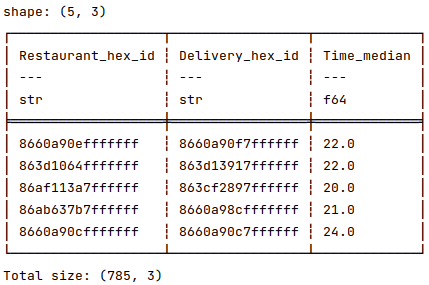 shape: (5, 3)
Restaurant_hex_id ┆ Delivery_hex_id ┆ Time_median
--- ┆ --- ┆ ---
str ┆ str ┆ f64
8660a90efffffff ┆ 8660a90f7ffffff ┆ 22.0
863d1064fffffff ┆ 863d13917ffffff ┆ 22.0
86af113a7ffffff ┆ 863cf2897ffffff ┆ 20.0
86ab637b7ffffff ┆ 8660a98cfffffff ┆ 21.0
8660a90cfffffff ┆ 8660a90c7ffffff ┆ 24.0
Total size: (785, 3)